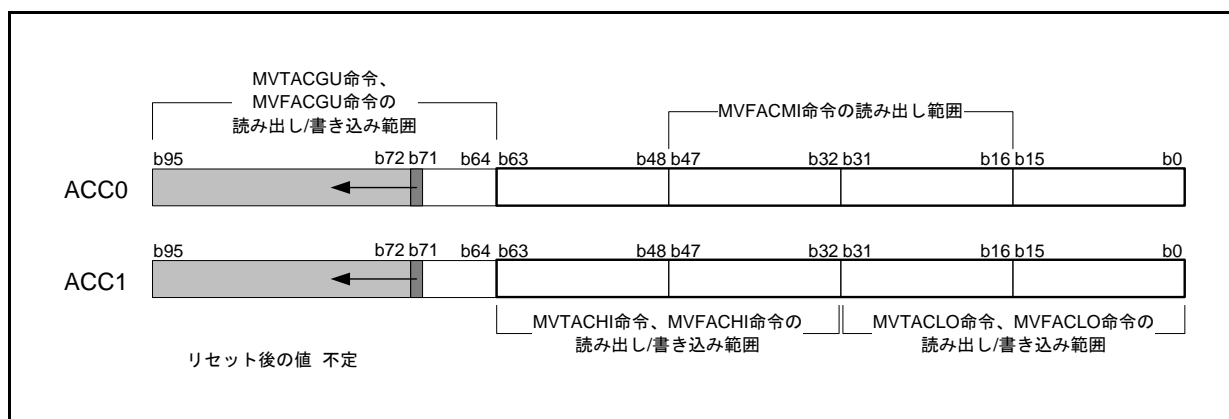 MVTACGU命令、
MVFACGU命令の
読み出し/書き込み範囲
MVFACMI命令の読み出し範囲
b95 b72 b71 b64 b63 b48 b47 b32 b31 b16 b15 b0
ACC0
b95 b72 b71 b64 b63 b48 b47 b32 b31 b16 b15 b0
ACC1
MVTACHI命令、MVFACHI命令の
読み出し/書き込み範囲
MVTACLO命令、MVFACLO命令の
読み出し/書き込み範囲
リセット後の値 不定